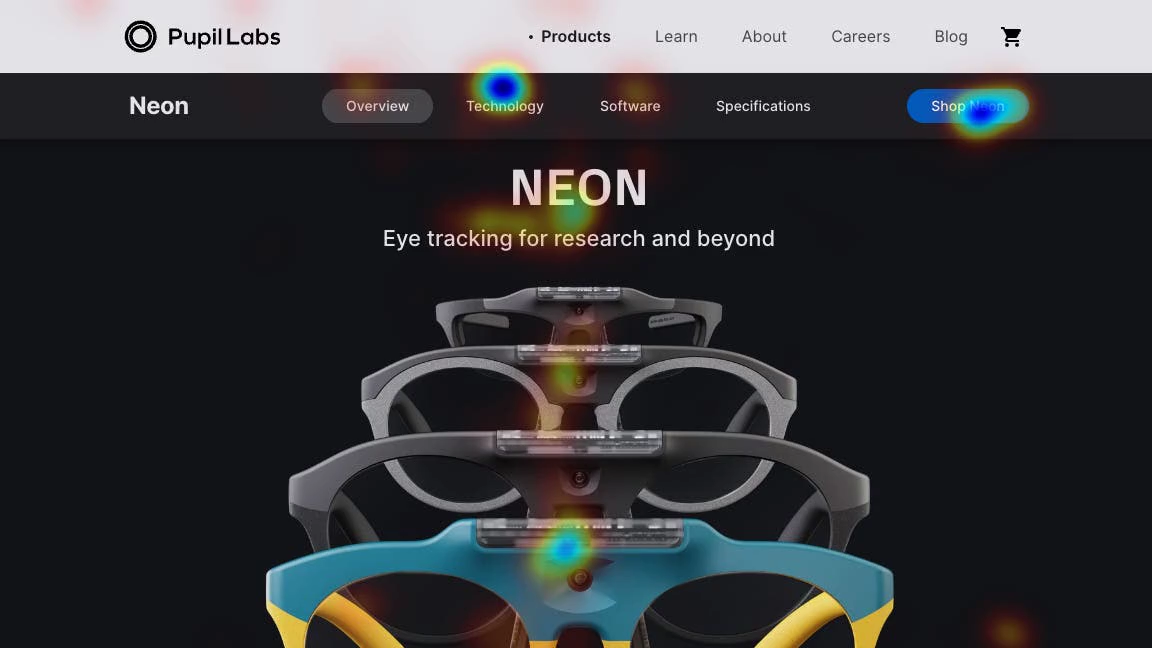 Pupil Labs
• Products Learn About Careers Blog
Neon
Overview Technology Software Specifications Shop Neon
NEON
Eye tracking for research and beyond